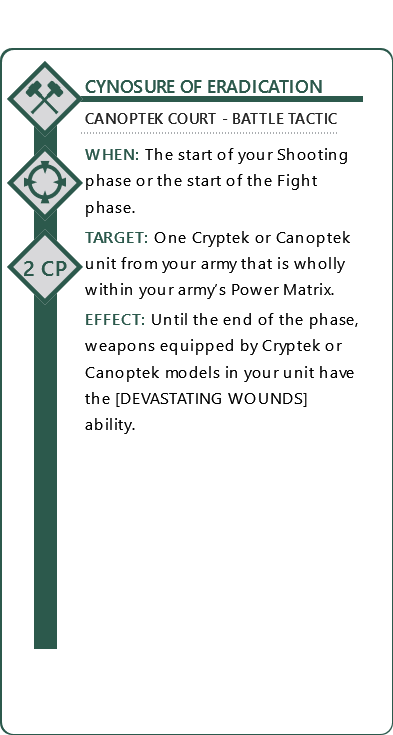 CYNOSURE OF ERADICATION
CANOPTEK COURT - BATTLE TACTIC
WHEN: The start of your Shooting
phase or the start of the Fight
phase.
2 CP
TARGET: One Cryptek or Canoptek
unit from your army that is wholly
within your army's Power Matrix.
EFFECT: Until the end of the phase,
weapons equipped by Cryptek or
Canoptek models in your unit have
the [DEVASTATING WOUNDS]
ability.